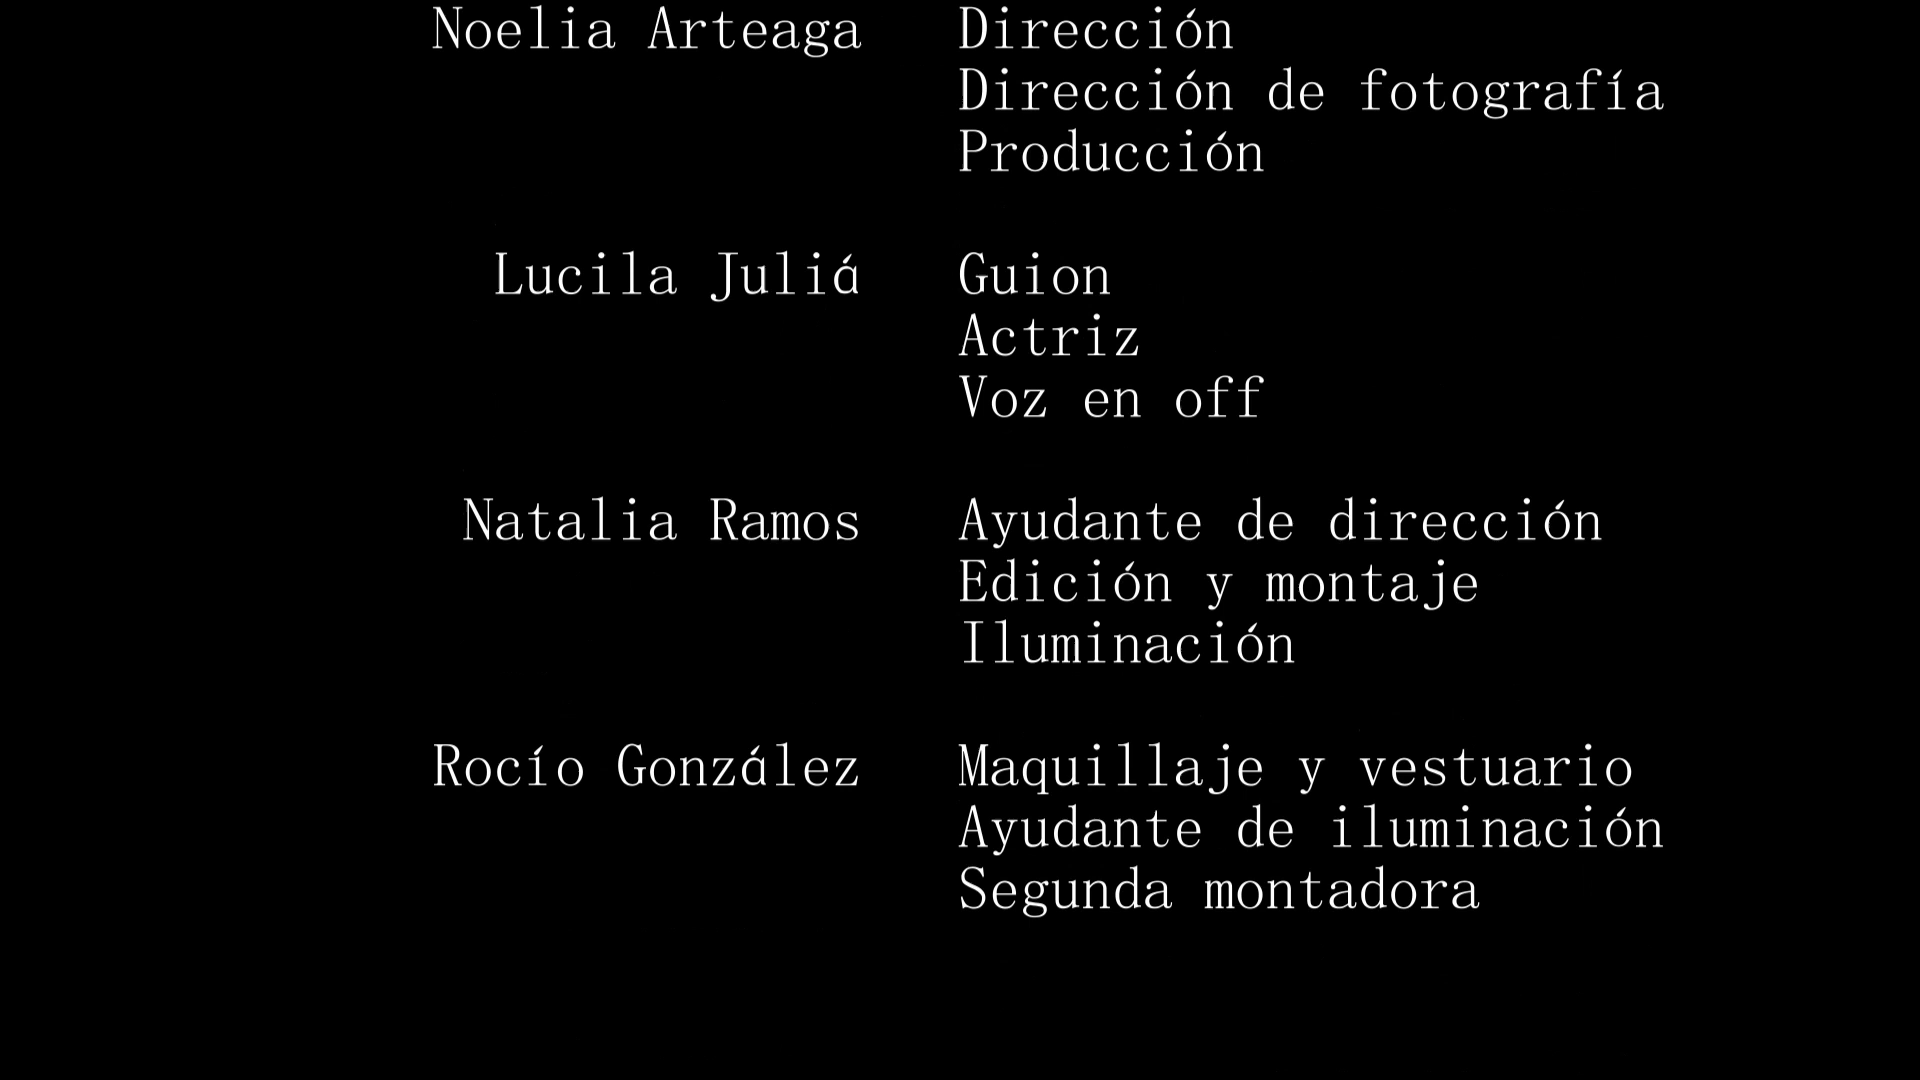 Noelia Arteaga Dirección
Dirección de fotografía
Producción
Lucila Juliá Guion
Actriz
Voz en off
Natalia Ramos Ayudante de dirección
Edición y montaje
Iluminación
Rocío González Maquillaje y vestuario
Ayudante de iluminación
Segunda montadora